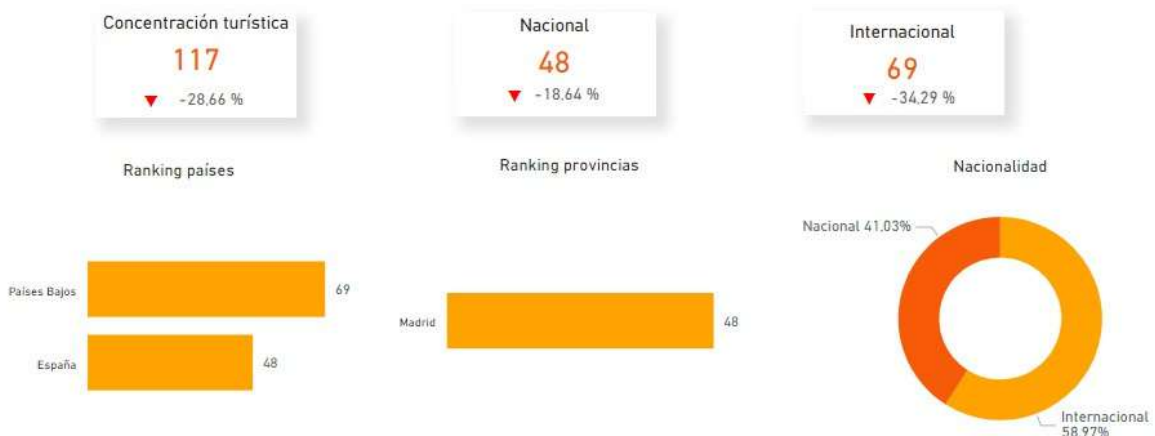 Concentración turística
117
▼ -28,66 %
Nacional
48
▼ -18,64 %
Internacional
69
▼ -34,29 %
Ranking países
Países Bajos 69
España 48
Ranking provincias
Madrid 48
Nacionalidad
Nacional 41,03%
Internacional
58,97%